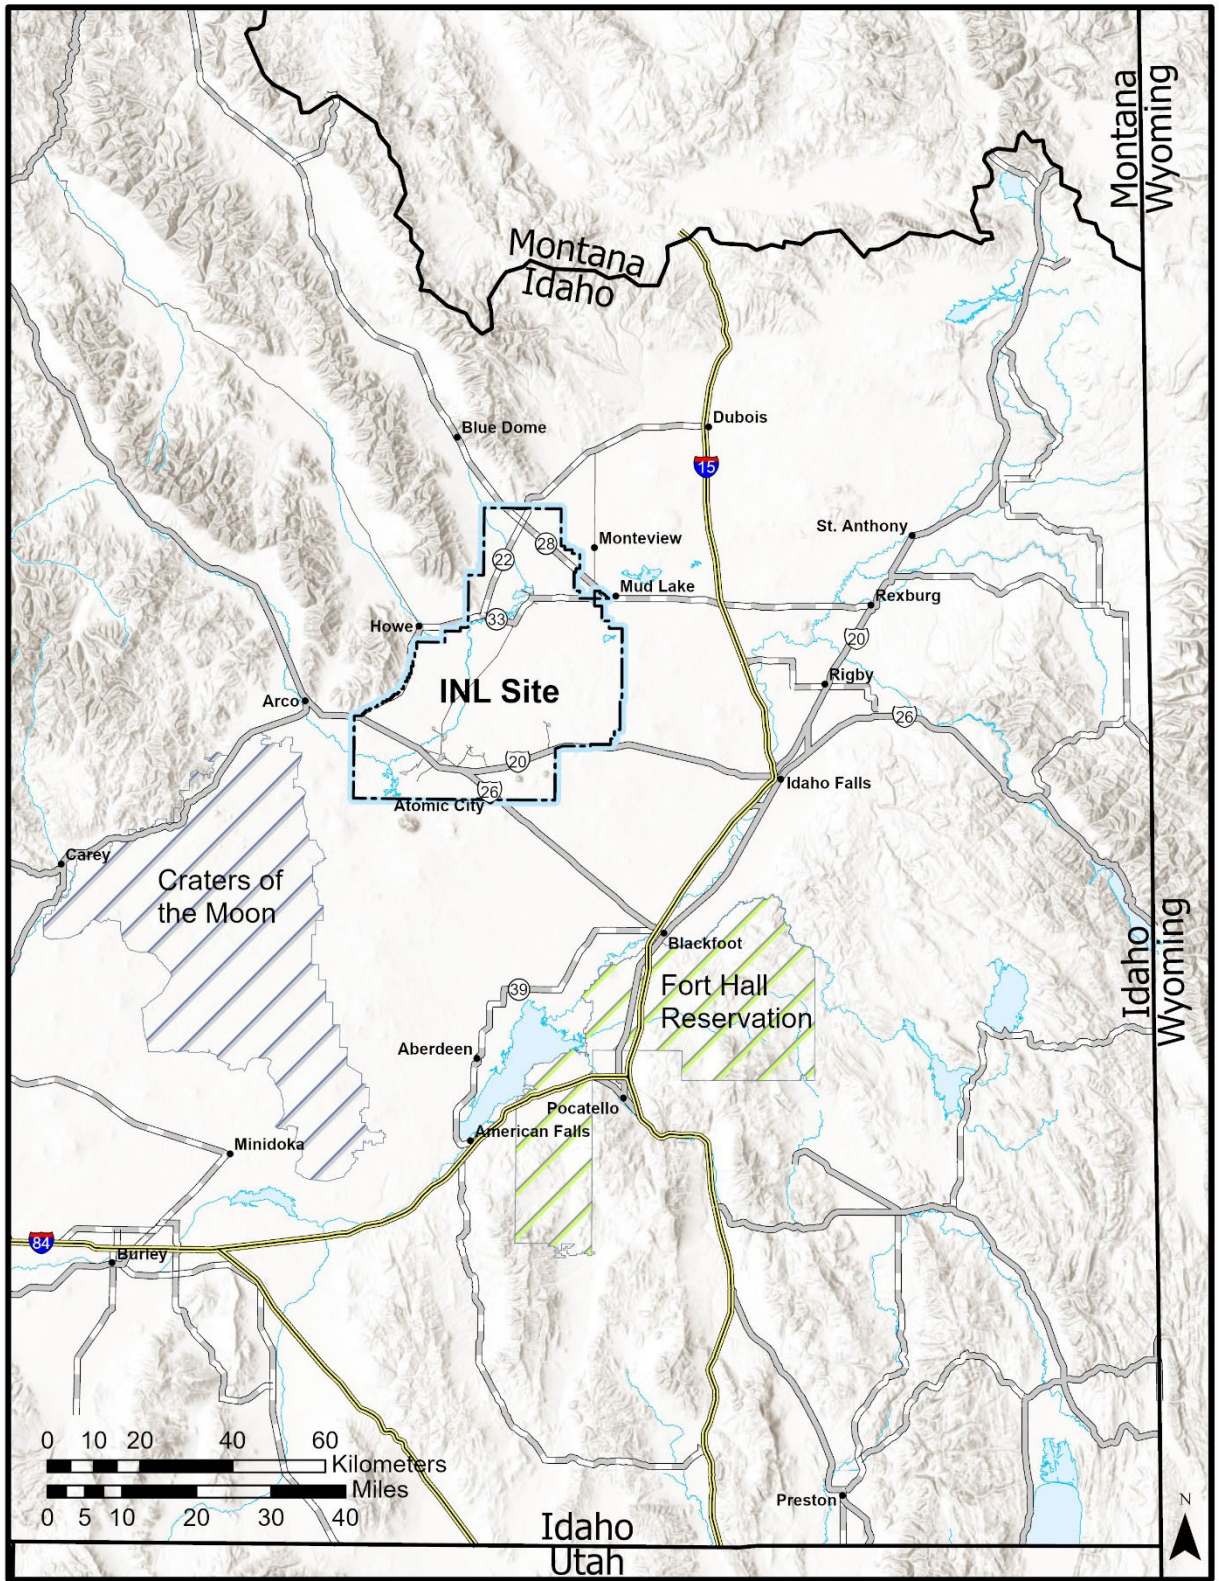 Montana
Wyoming
Montana
Idaho
Blue Dome
Dubois
15
St. Anthony
28
Monteview
22
Mud Lake
Rexburg
33
Howe
20
Rigby
INL Site
Arco
26
20
Idaho Falls
26
Atomic City
Carey
Craters of
the Moon
Blackfoot
Idaho
Wyoming
39
Fort Hall
Reservation
Aberdeen
Pocatello
American Falls
Minidoka
84
Burley
0 10 20 40 60
Kilometers
Miles
0 5 10 20 30 40
Preston
N
Idaho
Utah